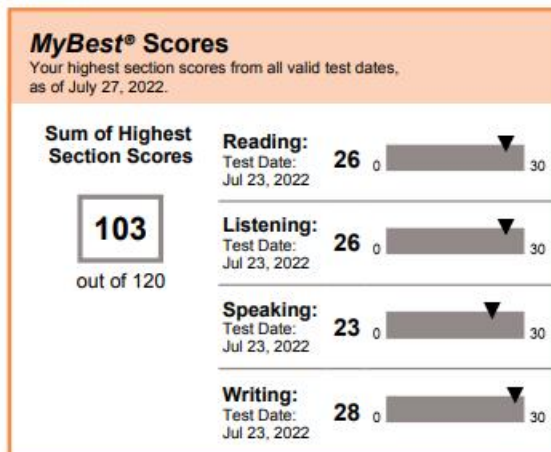 MyBest® Scores
Your highest section scores from all valid test dates,
as of July 27, 2022.
Sum of Highest
Section Scores
103
out of 120
Reading:
Test Date:
Jul 23, 2022
26
0
30
Listening:
Test Date:
Jul 23, 2022
26
0
30
Speaking:
Test Date:
Jul 23, 2022
23
0
30
Writing:
Test Date:
Jul 23, 2022
28
0
30